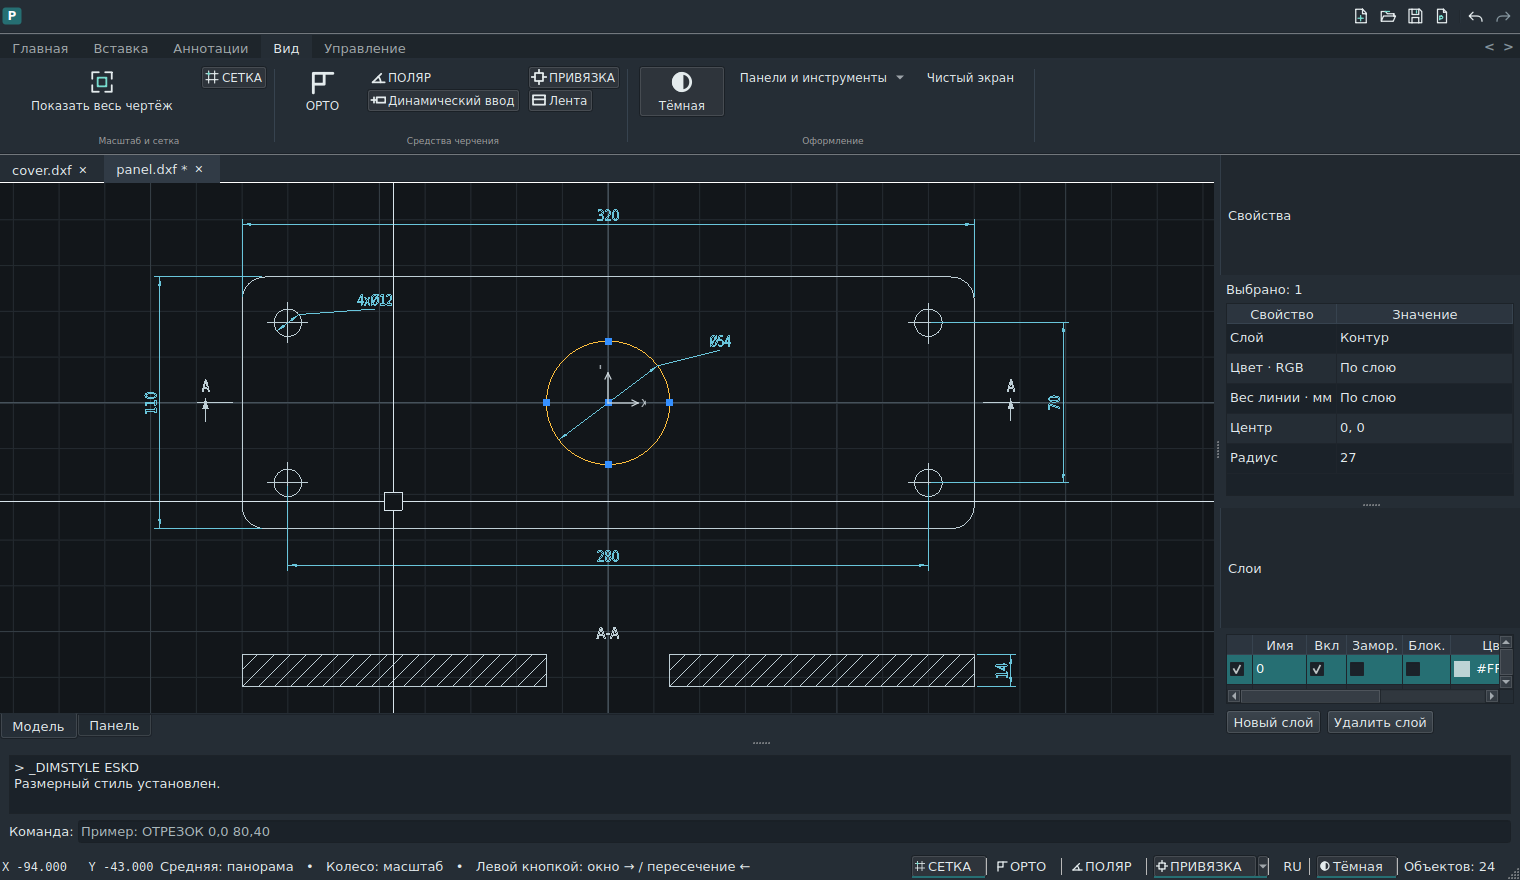 P
Главная Вставка Аннотации Вид Управление < >
Показать весь чертёж
СЕТКА
Масштаб и сетка
ОРТО
ПОЛЯР
ПРИВЯЗКА
Динамический ввод
Лента
Средства черчения
Тёмная
Панели и инструменты
Чистый экран
Оформление
cover.dxf × panel.dxf * ×
320
4xØ12
Ø54
110
A
A
70
X
280
A-A
14
Свойства
Выбрано: 1
Свойство Значение
Слой Контур
Цвет · RGB По слою
Вес линии · мм По слою
Центр 0, 0
Радиус 27
Слои
Имя Вкл Замор. Блок. Цв
0 #FF
Новый слой Удалить слой
Модель Панель
> _DIMSTYLE ESKD
Размерный стиль установлен.
Команда: Пример: ОТРЕЗОК 0,0 80,40
X -94.000 Y -43.000 Средняя: панорама • Колесо: масштаб • Левой кнопкой: окно → / пересечение ← СЕТКА ОРТО ПОЛЯР ПРИВЯЗКА RU Тёмная Объектов: 24